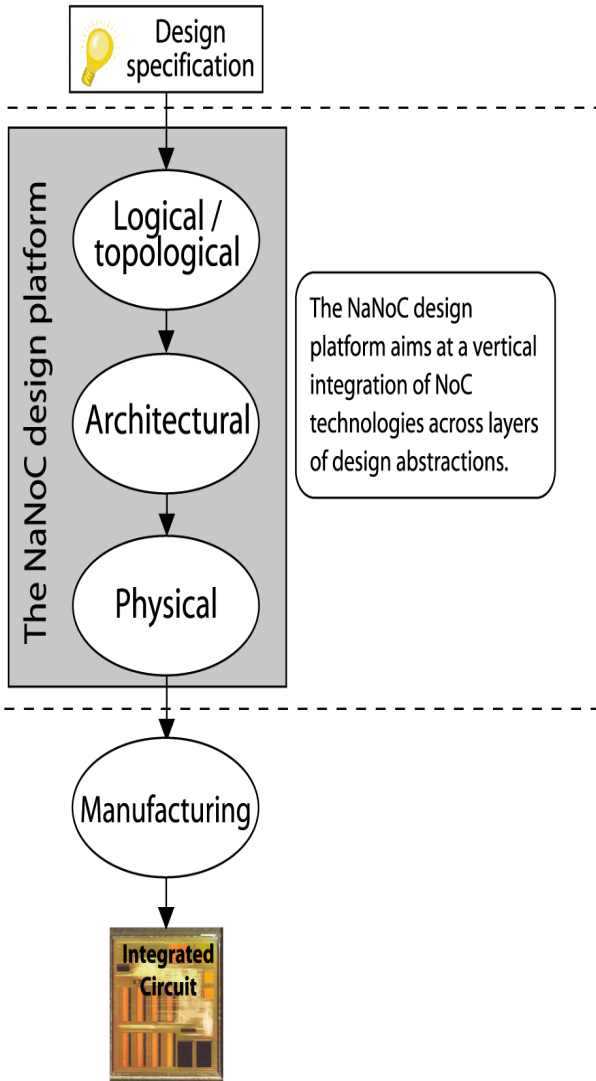 Design
specification
The NaNoC design platform
Logical /
topological
Architectural
Physical
The NaNoC design
platform aims at a vertical
integration of NoC
technologies across layers
of design abstractions.
Manufacturing
Integrated
Circuit